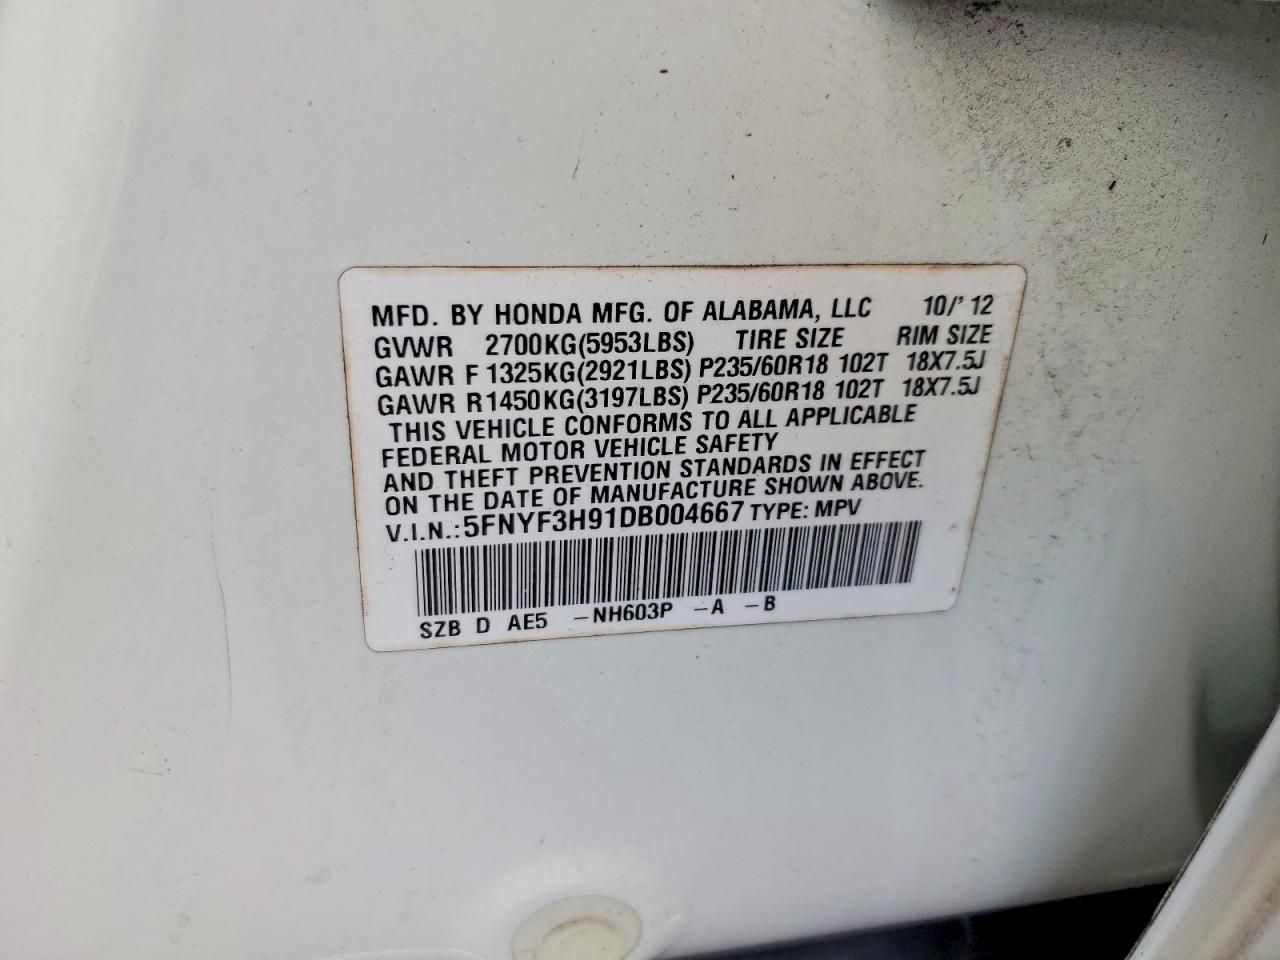 MFD. BY HONDA MFG. OF ALABAMA, LLC 10/' 12
GVWR 2700KG(5953LBS) TIRE SIZE RIM SIZE
GAWR F 1325KG(2921LBS) P235/60R18 102T 18X7.5J
GAWR R1450KG(3197LBS) P235/60R18 102T 18X7.5J
THIS VEHICLE CONFORMS TO ALL APPLICABLE
FEDERAL MOTOR VEHICLE SAFETY
AND THEFT PREVENTION STANDARDS IN EFFECT
ON THE DATE OF MANUFACTURE SHOWN ABOVE.
V.I.N.:5FNYF3H91DB004667 TYPE: MPV
SZB D AE5 -NH603P -A -B